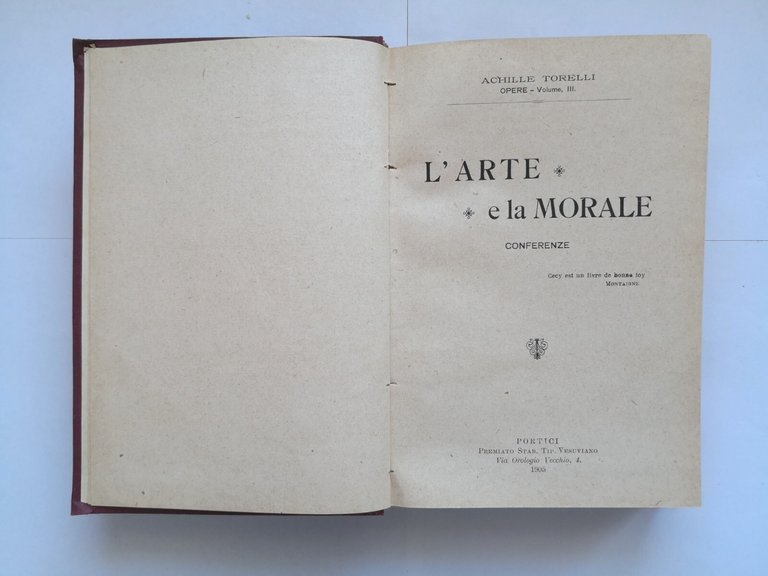 ACHILLE TORELLI
OPERE - Volume, III.
L'ARTE
e la MORALE
CONFERENZE
Cecy est un livre de bonne foy
MONTAIGNE
PORTICI
PREMIATO STAB. TIP. VESUVIANO
Via Orologio Vecchio, 4.
1905